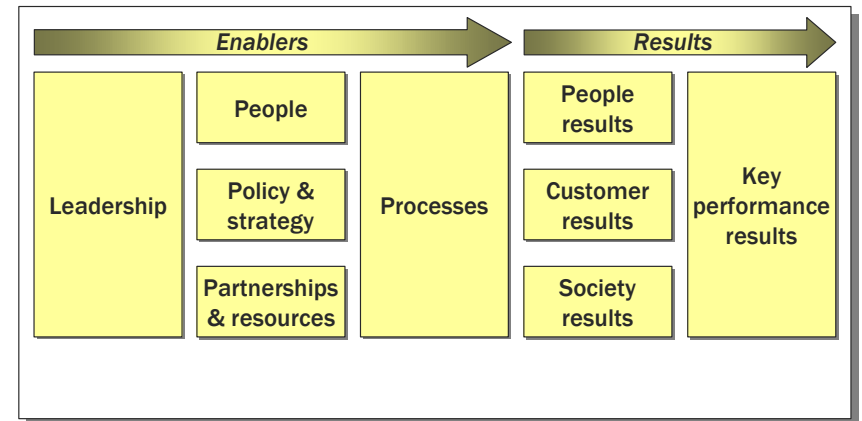 Enablers
Results
Leadership
People
Policy &
strategy
Partnerships
& resources
Processes
People
results
Customer
results
Society
results
Key
performance
results